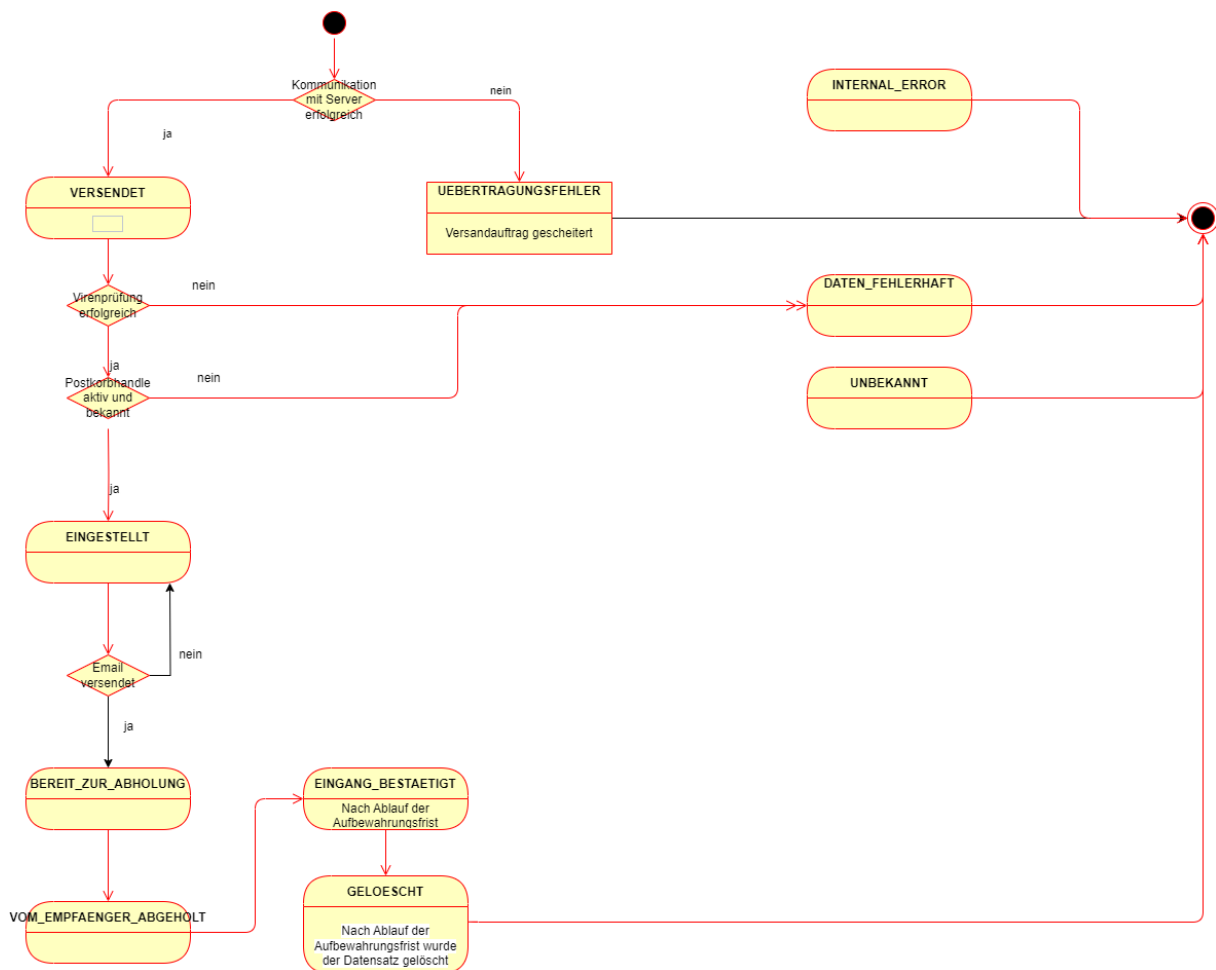 Kommunikation
mit Server
erfolgreich
nein
ja
INTERNAL_ERROR
VERSENDET
UEBERTRAGUNGSFEHLER
Versandauftrag gescheitert
Virenprüfung
erfolgreich
nein
DATEN_FEHLERHAFT
ja
Postkorbhandle
aktiv und
bekannt
nein
UNBEKANNT
ja
EINGESTELLT
Email
versendet
nein
ja
BEREIT_ZUR_ABHOLUNG
EINGANG_BESTAETIGT
Nach Ablauf der
Aufbewahrungsfrist
VOM_EMPFAENGER_ABGEHOLT
GELOESCHT
Nach Ablauf der
Aufbewahrungsfrist wurde
der Datensatz gelöscht